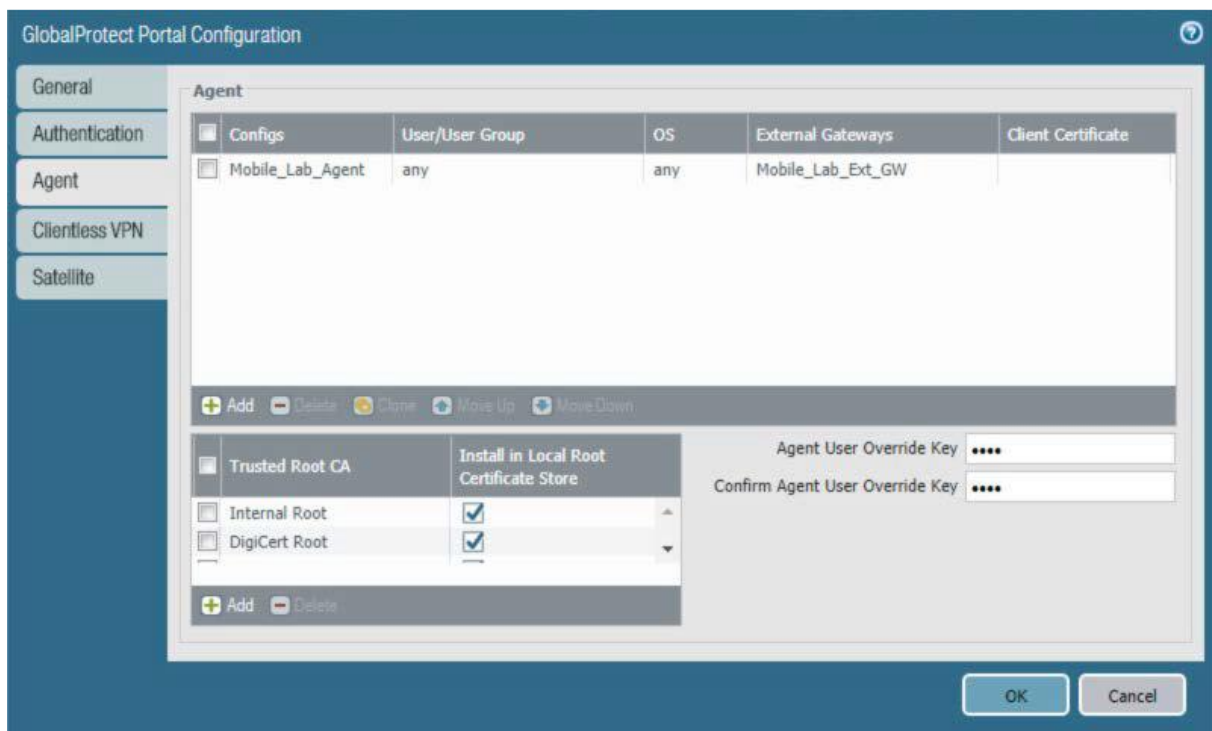 GlobalProtect Portal Configuration
General
Authentication
Agent
Clientless VPN
Satellite
Agent
Configs User/User Group OS External Gateways Client Certificate
Mobile_Lab_Agent any any Mobile_Lab_Ext_GW
Add Delete Clone Move Up Move Down
Trusted Root CA Install in Local Root Certificate Store
Internal Root
DigiCert Root
Add Delete
Agent User Override Key ••••
Confirm Agent User Override Key ••••
OK Cancel